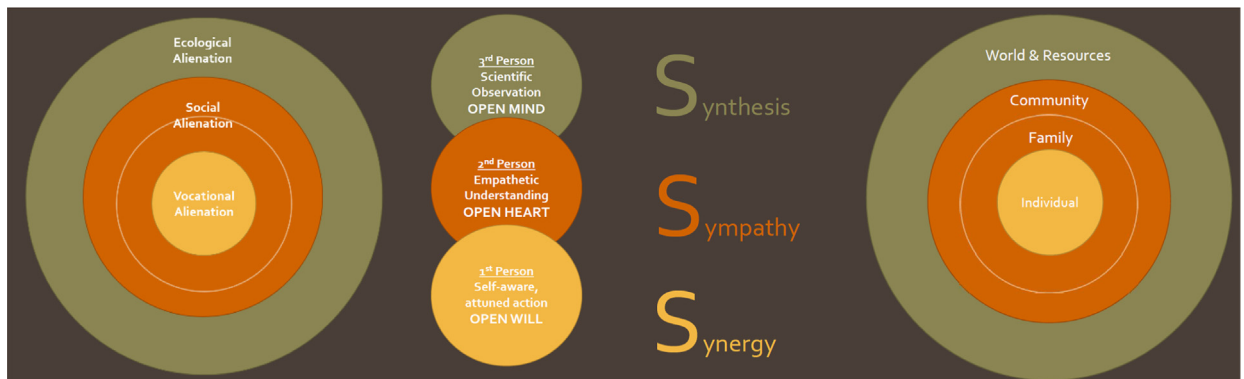 Ecological
Alienation
Social
Alienation
Vocational
Alienation
3rd Person
Scientific
Observation
OPEN MIND
2nd Person
Empathetic
Understanding
OPEN HEART
1st Person
Self-aware,
attuned action
OPEN WILL
Synthesis
Sympathy
Synergy
World & Resources
Community
Family
Individual